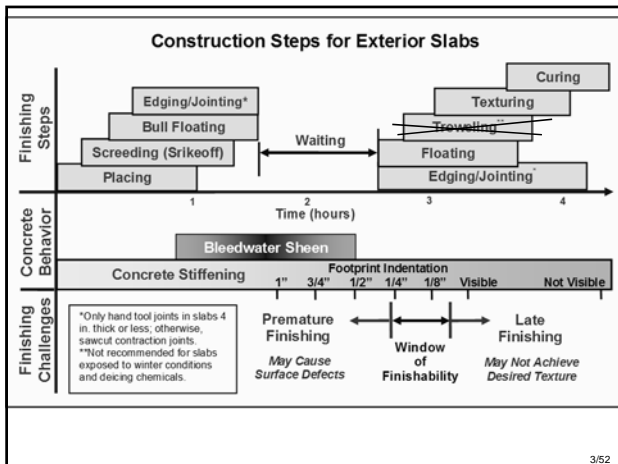 Construction Steps for Exterior Slabs
Finishing Steps
Curing
Edging/Jointing*
Texturing
Bull Floating
Troweling**
Waiting
Screeding (Srikeoff)
Floating
Placing
Edging/Jointing*
1
2
3
4
Time (hours)
Concrete Behavior
Bleedwater Sheen
Concrete Stiffening
Footprint Indentation
1" 3/4" 1/2" 1/4" 1/8" Visible Not Visible
Finishing Challenges
*Only hand tool joints in slabs 4
in. thick or less; otherwise,
sawcut contraction joints.
**Not recommended for slabs
exposed to winter conditions
and deicing chemicals.
Premature
Finishing
May Cause
Surface Defects
Window
of
Finishability
Late
Finishing
May Not Achieve
Desired Texture
3/52